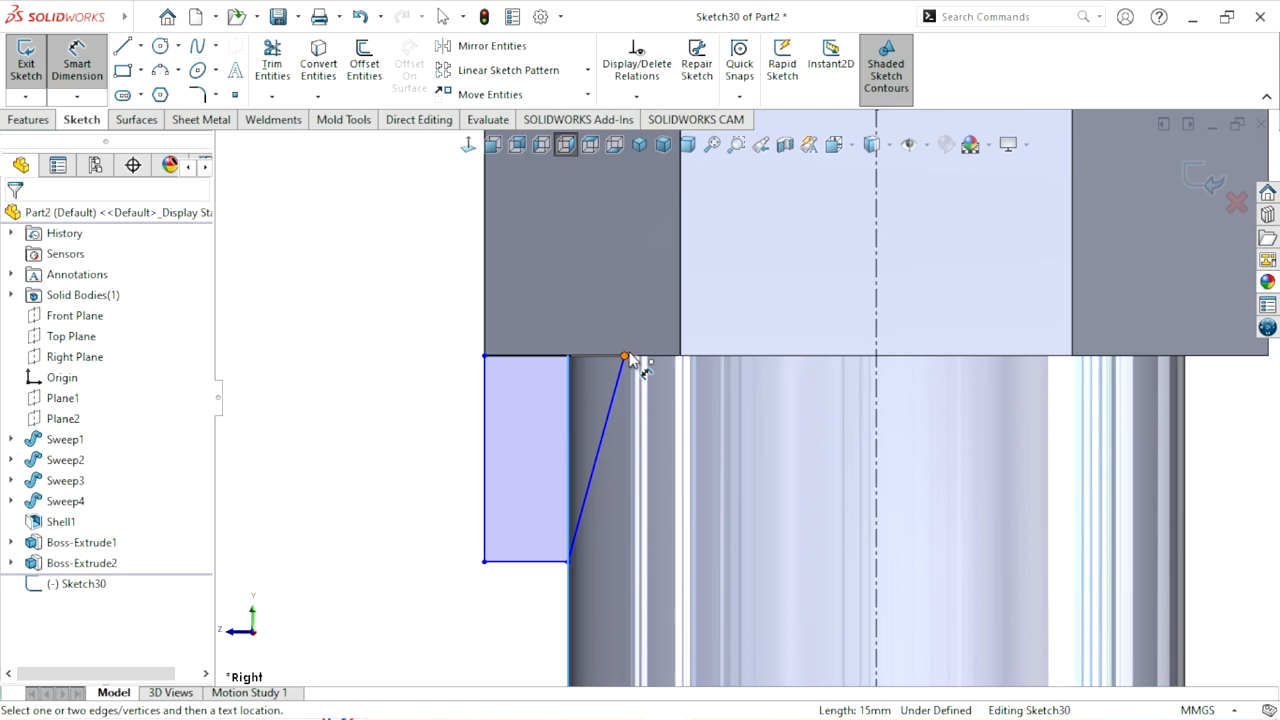 SOLIDWORKS
Sketch30 of Part2 *
Search Commands
Exit Sketch
Smart Dimension
Trim Entities
Convert Entities
Offset Entities
Offset On Surface
Mirror Entities
Linear Sketch Pattern
Move Entities
Display/Delete Relations
Repair Sketch
Quick Snaps
Rapid Sketch
Instant2D
Shaded Sketch Contours
Features
Sketch
Surfaces
Sheet Metal
Weldments
Mold Tools
Direct Editing
Evaluate
SOLIDWORKS Add-Ins
SOLIDWORKS CAM
Part2 (Default) <<Default>_Display Sta
History
Sensors
Annotations
Solid Bodies(1)
Front Plane
Top Plane
Right Plane
Origin
Plane1
Plane2
Sweep1
Sweep2
Sweep3
Sweep4
Shell1
Boss-Extrude1
Boss-Extrude2
(-) Sketch30
Y
Z
*Right
Model
3D Views
Motion Study 1
Select one or two edges/vertices and then a text location.
Length: 15mm
Under Defined
Editing Sketch30
MMGS